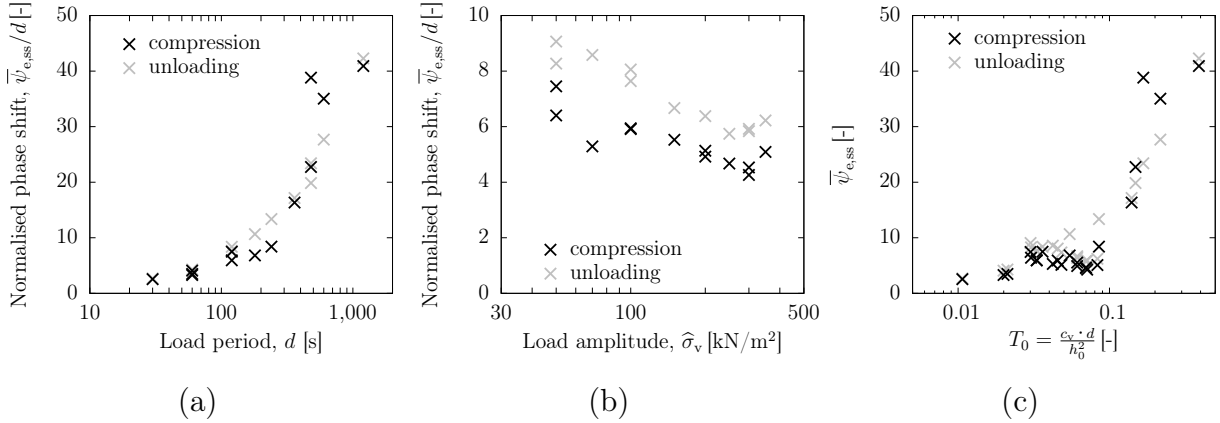 Normalised phase shift, ψ̅e,ss/d [-]
50
40
30
20
10
0
compression
unloading
10
100
1,000
Load period, d [s]
(a)
Normalised phase shift, ψ̅e,ss/d [-]
10
8
6
4
2
0
compression
unloading
30
100
500
Load amplitude, σ̂v [kN/m²]
(b)
ψ̅e,ss [-]
50
40
30
20
10
0
compression
unloading
0.01
0.1
T₀ = cv·d/h₀² [-]
(c)